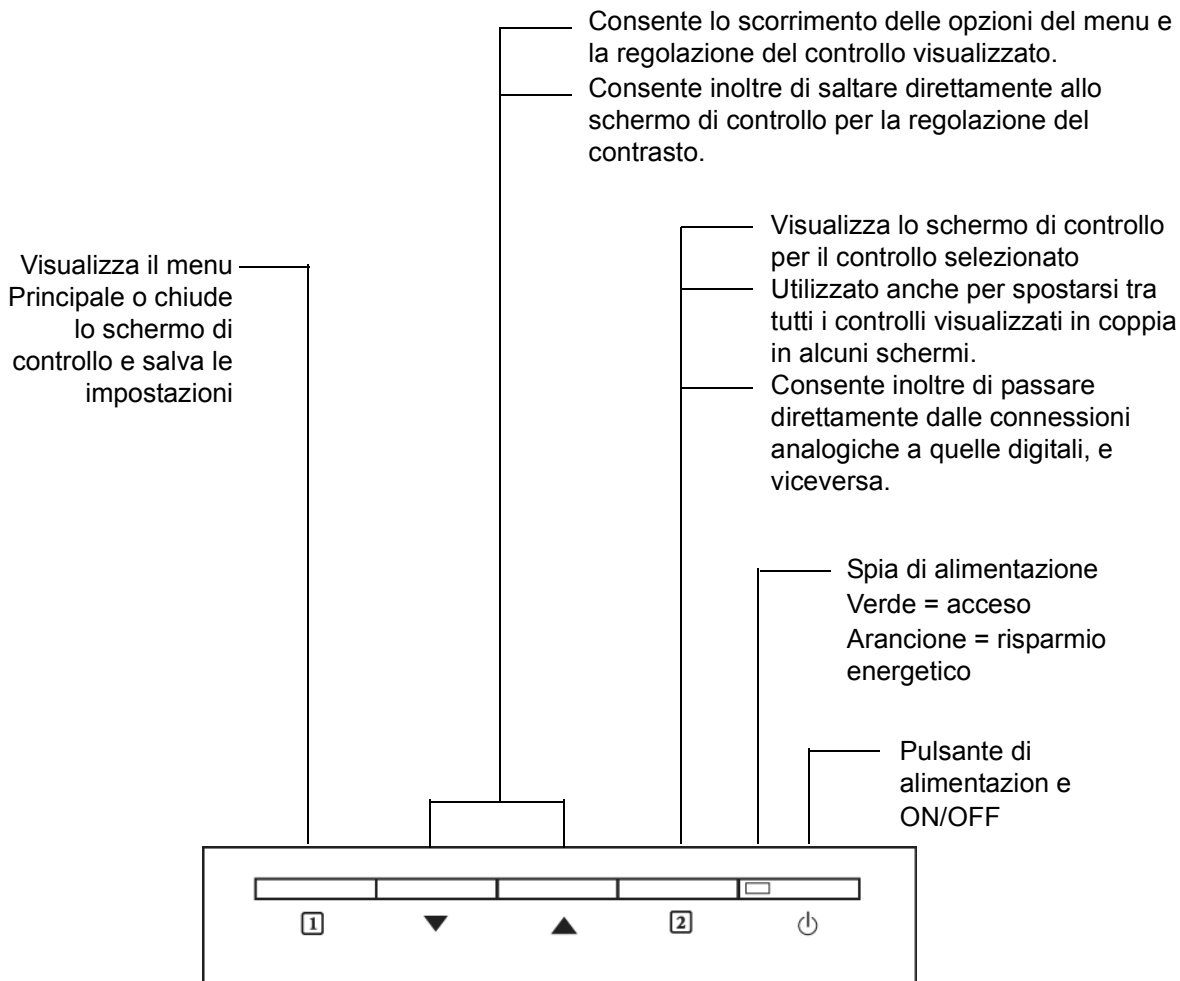 Consente lo scorrimento delle opzioni del menu e
la regolazione del controllo visualizzato.
Consente inoltre di saltare direttamente allo
schermo di controllo per la regolazione del
contrasto.
Visualizza lo schermo di controllo
per il controllo selezionato
Utilizzato anche per spostarsi tra
tutti i controlli visualizzati in coppia
in alcuni schermi.
Consente inoltre di passare
direttamente dalle connessioni
analogiche a quelle digitali, e
viceversa.
Visualizza il menu
Principale o chiude
lo schermo di
controllo e salva le
impostazioni
Spia di alimentazione
Verde = acceso
Arancione = risparmio
energetico
Pulsante di
alimentazion e
ON/OFF
1 ▼ ▲ 2 ⏻